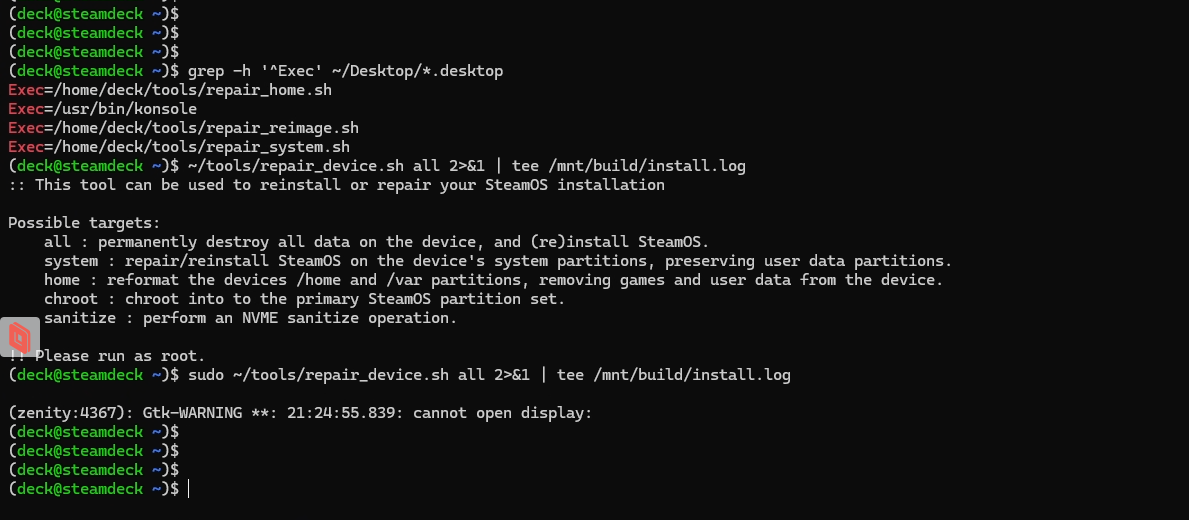 (deck@steamdeck ~)$
(deck@steamdeck ~)$
(deck@steamdeck ~)$
(deck@steamdeck ~)$ grep -h '^Exec' ~/Desktop/*.desktop
Exec=/home/deck/tools/repair_home.sh
Exec=/usr/bin/konsole
Exec=/home/deck/tools/repair_reimage.sh
Exec=/home/deck/tools/repair_system.sh
(deck@steamdeck ~)$ ~/tools/repair_device.sh all 2>&1 | tee /mnt/build/install.log
:: This tool can be used to reinstall or repair your SteamOS installation

Possible targets:
    all : permanently destroy all data on the device, and (re)install SteamOS.
    system : repair/reinstall SteamOS on the device's system partitions, preserving user data partitions.
    home : reformat the devices /home and /var partitions, removing games and user data from the device.
    chroot : chroot into to the primary SteamOS partition set.
    sanitize : perform an NVME sanitize operation.

!! Please run as root.
(deck@steamdeck ~)$ sudo ~/tools/repair_device.sh all 2>&1 | tee /mnt/build/install.log

(zenity:4367): Gtk-WARNING **: 21:24:55.839: cannot open display:
(deck@steamdeck ~)$
(deck@steamdeck ~)$
(deck@steamdeck ~)$
(deck@steamdeck ~)$